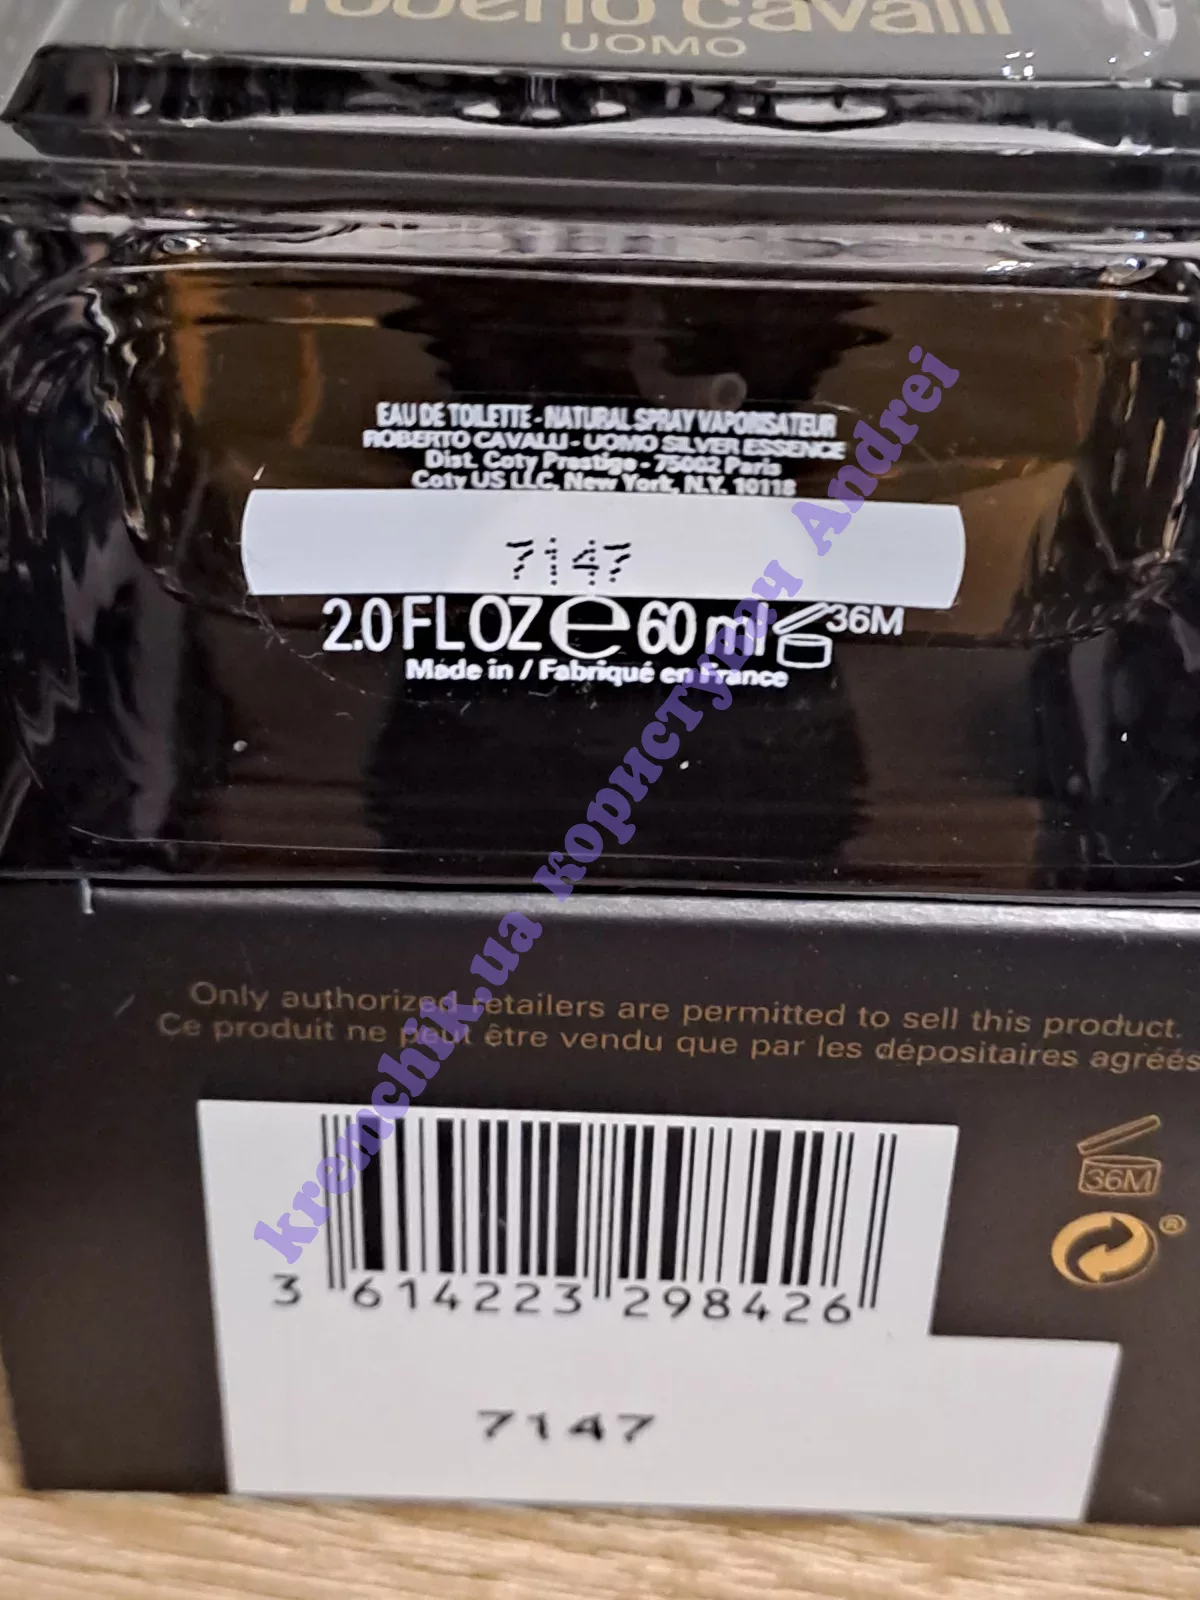 roberto cavalli
UOMO
EAU DE TOILETTE - NATURAL SPRAY VAPORISATEUR
ROBERTO CAVALLI - UOMO SILVER ESSENCE
Dist. Coty Prestige - 75002 Paris
Coty US LLC, New York, N.Y. 10118
7147
2.0 FL OZ e 60 ml 36M
Made in / Fabriqué en France
Only authorized retailers are permitted to sell this product.
Ce produit ne peut être vendu que par les dépositaires agréés
36M
®
3 614223 298426
7147
kremchik.ua користувач Andrei